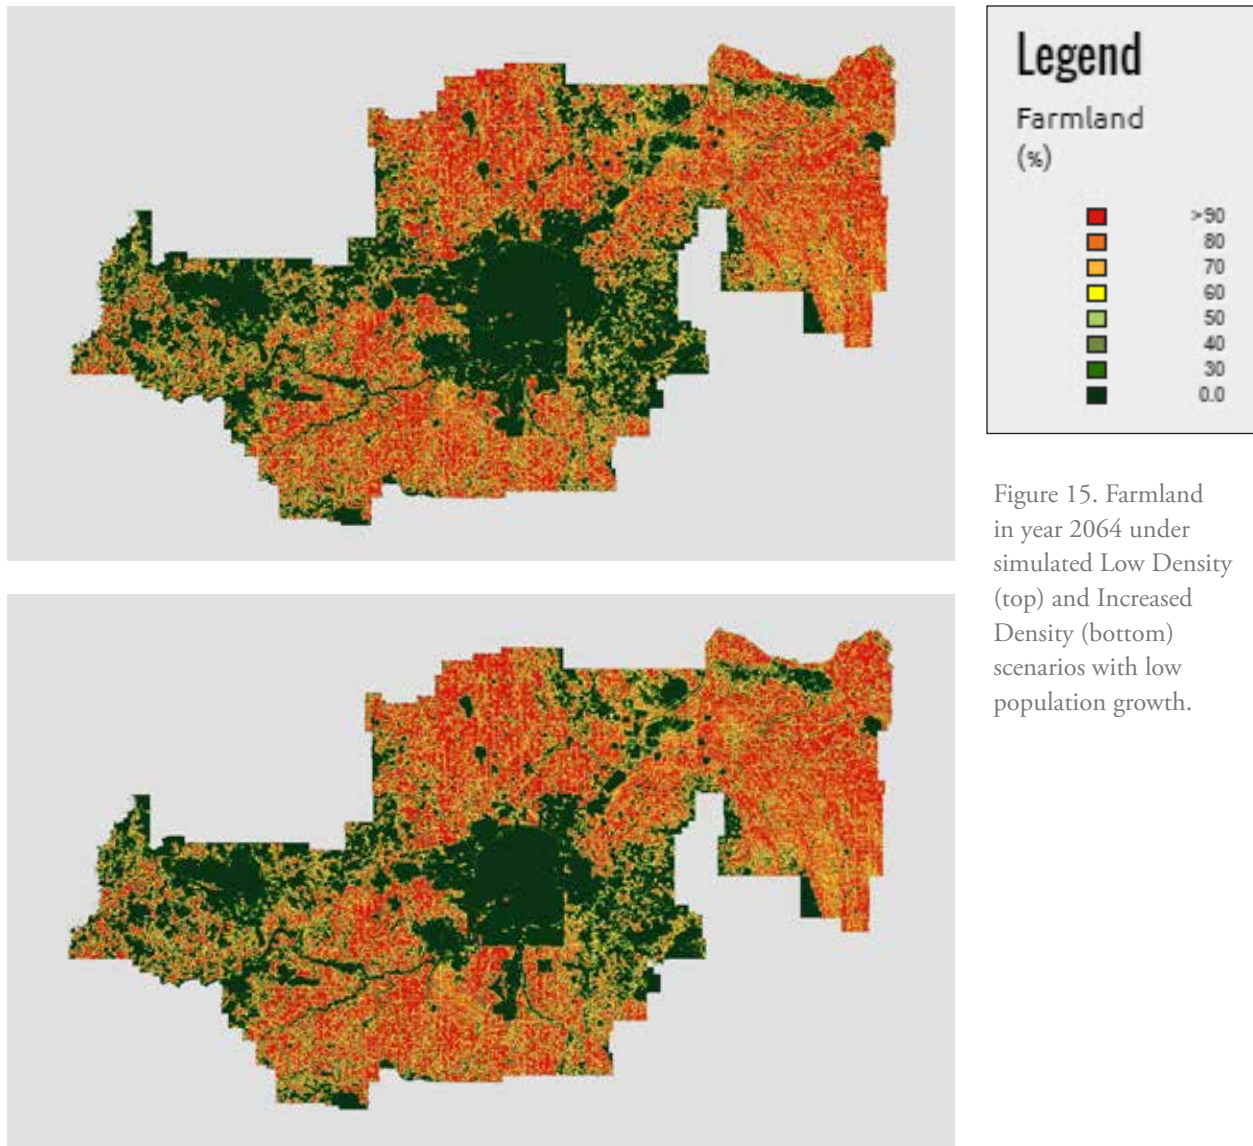 Legend
Farmland
(%)
>90
80
70
60
50
40
30
0.0
Figure 15. Farmland
in year 2064 under
simulated Low Density
(top) and Increased
Density (bottom)
scenarios with low
population growth.